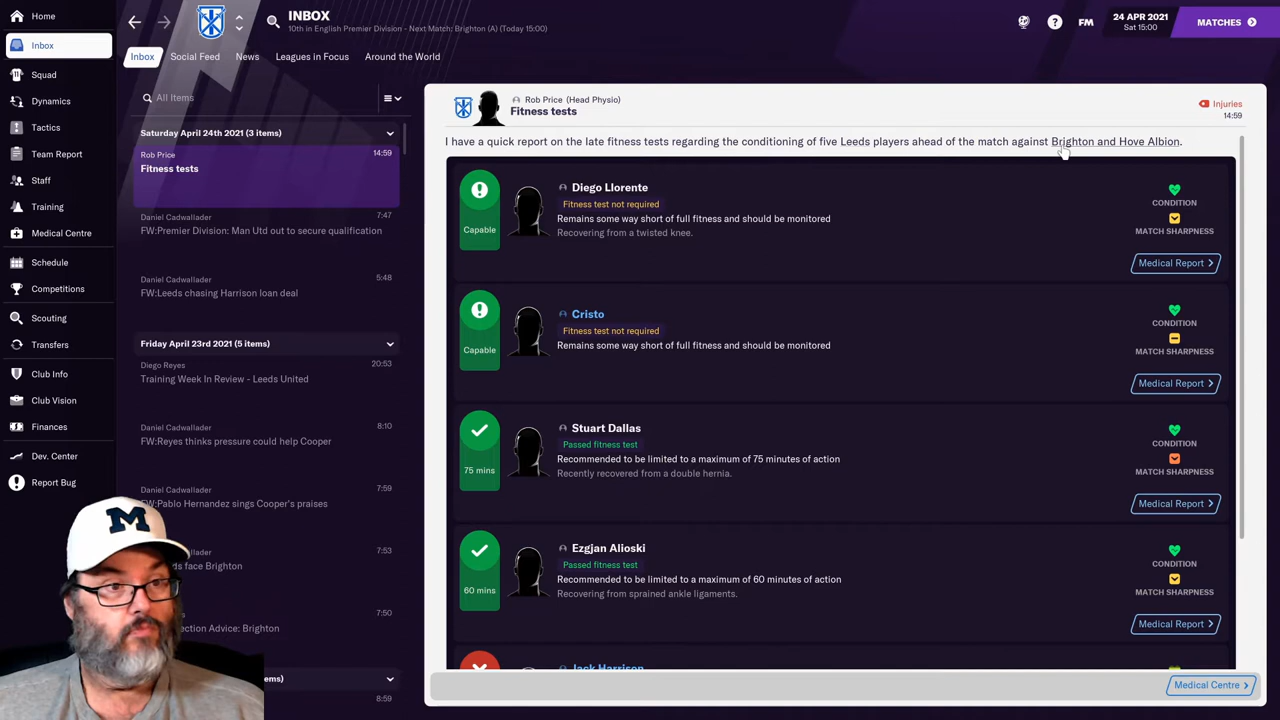 Home
Inbox
Squad
Dynamics
Tactics
Team Report
Staff
Training
Medical Centre
Schedule
Competitions
Scouting
Transfers
Club Info
Club Vision
Finances
Dev. Center
Report Bug
INBOX
10th in English Premier Division - Next Match: Brighton (A) (Today 15:00)
FM
24 APR 2021
Sat 15:00
MATCHES
Inbox
Social Feed
News
Leagues in Focus
Around the World
All Items
Saturday April 24th 2021 (3 items)
Rob Price 14:59
Fitness tests
Daniel Cadwallader 7:47
FW:Premier Division: Man Utd out to secure qualification
Daniel Cadwallader 5:48
FW:Leeds chasing Harrison loan deal
Friday April 23rd 2021 (5 items)
Diego Reyes 20:53
Training Week In Review - Leeds United
Daniel Cadwallader 8:10
FW:Reyes thinks pressure could help Cooper
Daniel Cadwallader 7:59
FW:Pablo Hernandez sings Cooper's praises
Cadwallader 7:53
ds face Brighton
7:50
ection Advice: Brighton
ems)
8:59
Rob Price (Head Physio)
Fitness tests
Injuries
14:59
I have a quick report on the late fitness tests regarding the conditioning of five Leeds players ahead of the match against Brighton and Hove Albion.
Capable
Diego Llorente
Fitness test not required
Remains some way short of full fitness and should be monitored
Recovering from a twisted knee.
CONDITION
MATCH SHARPNESS
Medical Report
Capable
Cristo
Fitness test not required
Remains some way short of full fitness and should be monitored
CONDITION
MATCH SHARPNESS
Medical Report
75 mins
Stuart Dallas
Passed fitness test
Recommended to be limited to a maximum of 75 minutes of action
Recently recovered from a double hernia.
CONDITION
MATCH SHARPNESS
Medical Report
60 mins
Ezgjan Alioski
Passed fitness test
Recommended to be limited to a maximum of 60 minutes of action
Recovering from sprained ankle ligaments.
CONDITION
MATCH SHARPNESS
Medical Report
Jack Harrison
Medical Centre
M